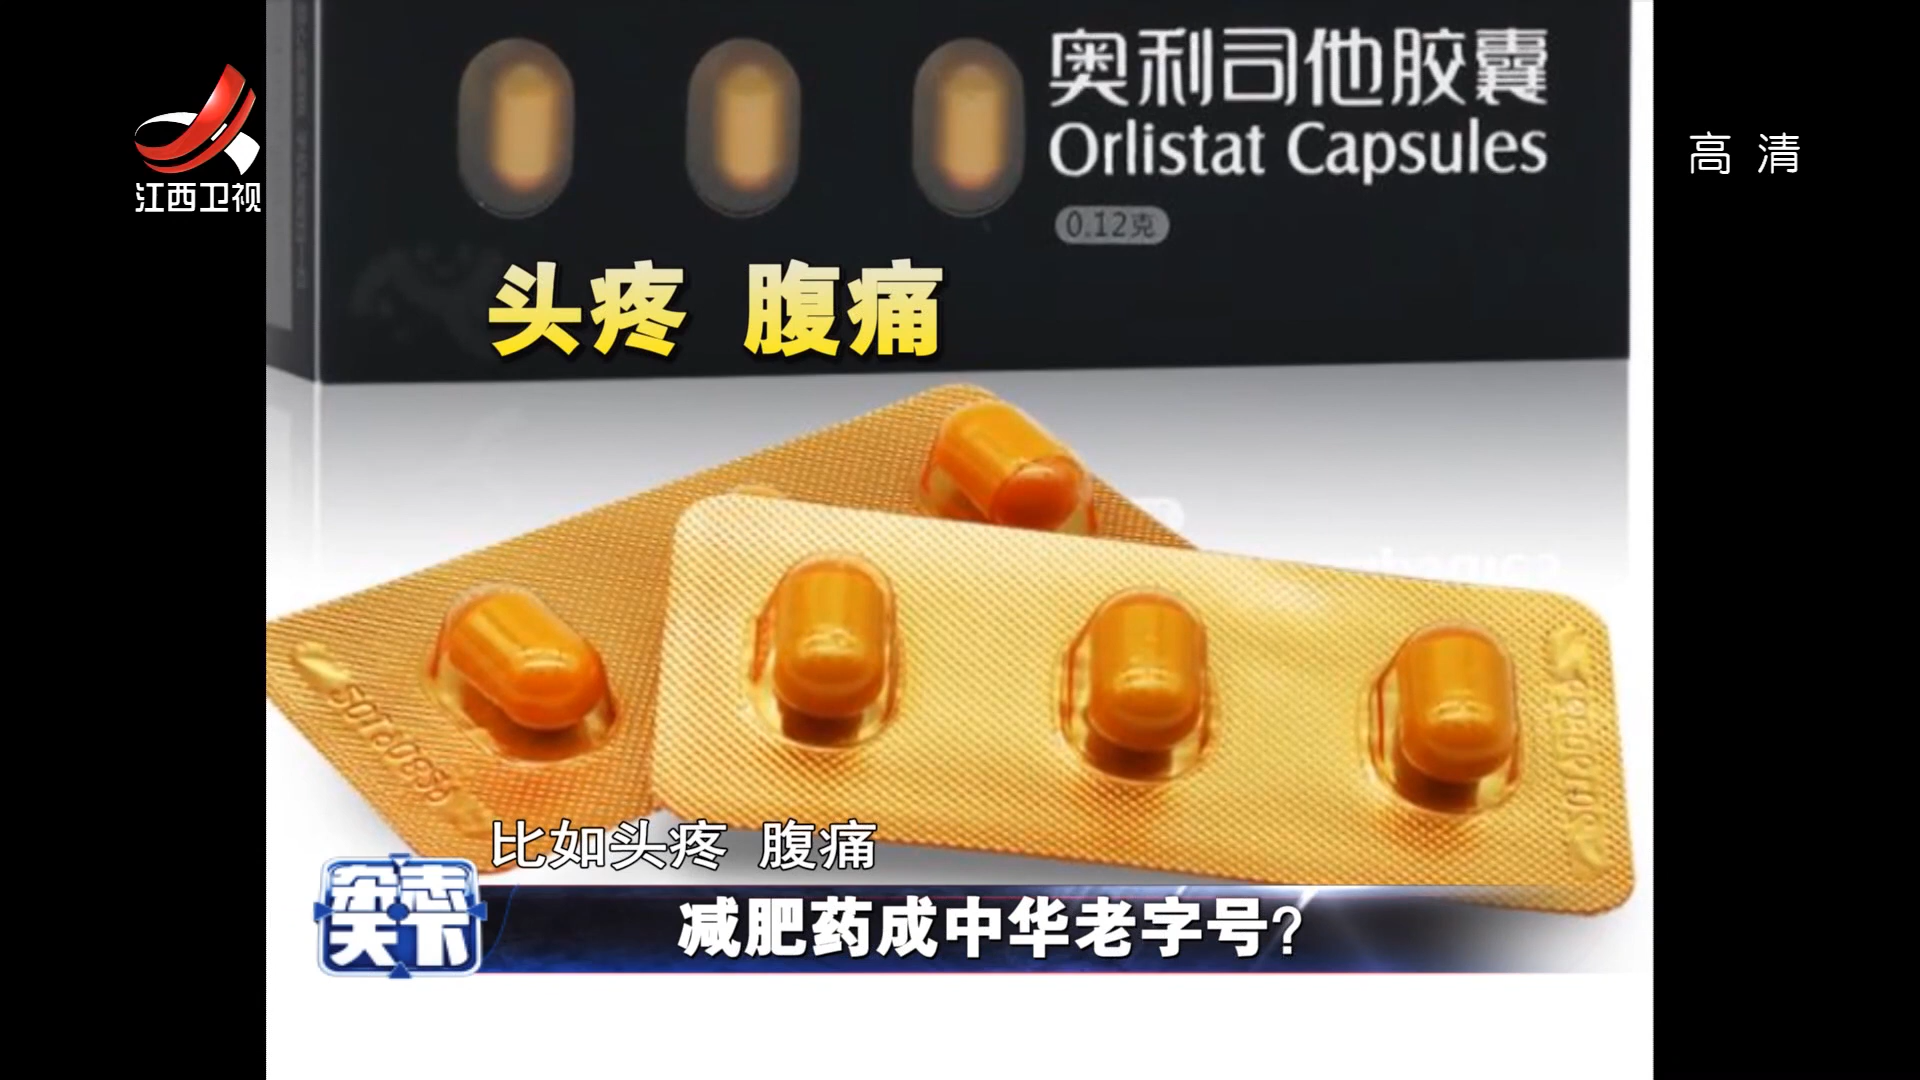 奥利司他胶囊
Orlistat Capsules
0.12克
江西卫视
高清
头疼 腹痛
比如头疼 腹痛
杂志
天下
减肥药成中华老字号?